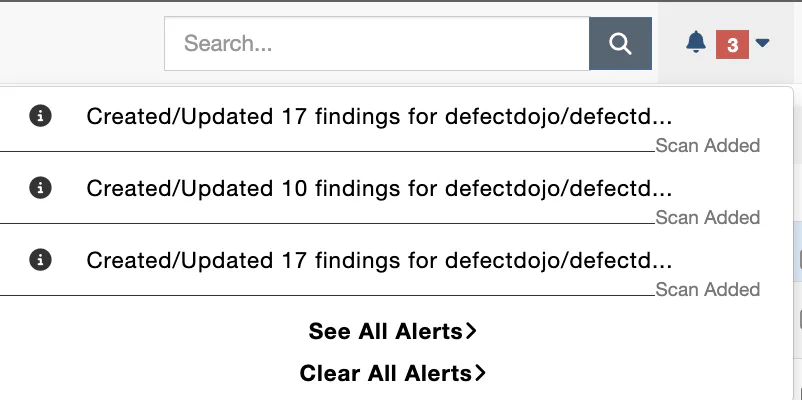 Search...
3
Created/Updated 17 findings for defectdojo/defectd...
Scan Added
Created/Updated 10 findings for defectdojo/defectd...
Scan Added
Created/Updated 17 findings for defectdojo/defectd...
Scan Added
See All Alerts
Clear All Alerts